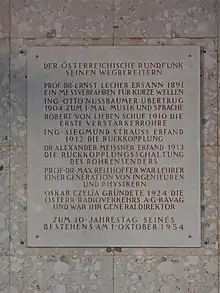 DER ÖSTERREICHISCHE RUNDFUNK
SEINEN WEGBEREITERN
PROF·DR·ERNST LECHER ERSANN 1891
EIN MESSVERFAHREN FÜR KURZE WELLEN
ING·OTTO NUSSBAUMER ÜBERTRUG
1904 ZUM 1·MAL MUSIK UND SPRACHE
ROBERT VON LIEBEN SCHUF 1910 DIE
ERSTE VERSTÄRKERRÖHRE
ING·SIEGMUND STRAUSS ERFAND
1912 DIE RÜCKKOPPLUNG
DR ALEXANDER MEISSNER ERFAND 1913
DIE RÜCKKOPPLUNGSSCHALTUNG
DES RÖHRENSENDERS
PROF·DR MAX REITHOFFER WAR LEHRER
EINER GENERATION VON INGENIEUREN
UND PHYSIKERN
OSKAR CZEIJA GRÜNDETE 1924 DIE
ÖSTERR·RADIOVERKEHRS A·G·RAVAG
UND WAR IHR GENERALDIREKTOR
ZUM 30·JAHRESTAG SEINES
BESTEHENS AM 1·OKTOBER 1954